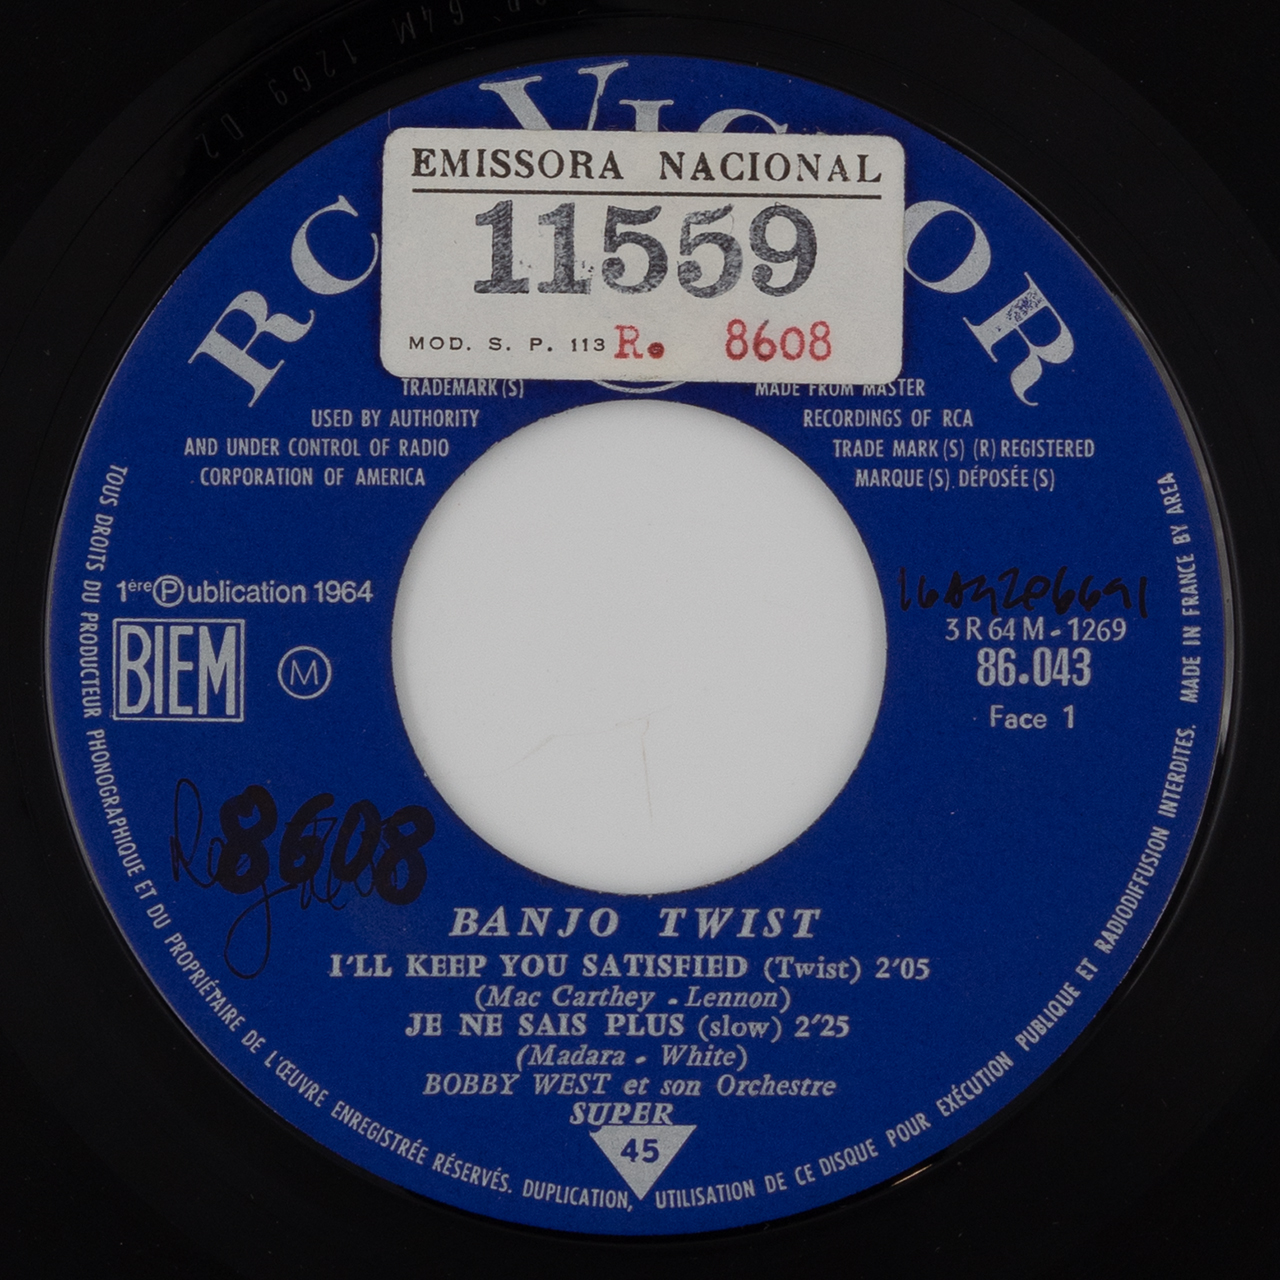 RC VIC OR
EMISSORA NACIONAL
11559
MOD. S. P. 113 R. 8608
TRADEMARK(S)
USED BY AUTHORITY
AND UNDER CONTROL OF RADIO
CORPORATION OF AMERICA
MADE FROM MASTER
RECORDINGS OF RCA
TRADE MARK(S) (R) REGISTERED
MARQUE(S) DÉPOSÉE(S)
1ère Ⓟublication 1964
BIEM
M
3 R 64 M - 1269
86.043
Face 1
8608
BANJO TWIST
I'LL KEEP YOU SATISFIED (Twist) 2'05
(Mac Carthey - Lennon)
JE NE SAIS PLUS (slow) 2'25
(Madara - White)
BOBBY WEST et son Orchestre
SUPER
45
TOUS DROITS DU PRODUCTEUR PHONOGRAPHIQUE ET DU PROPRIÉTAIRE DE L'ŒUVRE ENREGISTRÉE RÉSERVÉS. DUPLICATION, UTILISATION DE CE DISQUE POUR EXÉCUTION PUBLIQUE ET RADIODIFFUSION INTERDITES. MADE IN FRANCE BY AREA